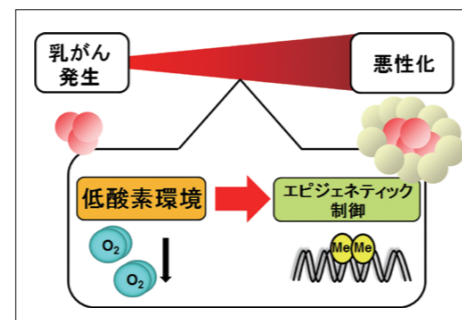 乳がん
発生
悪性化
低酸素環境
エピジェネティック
制御
O2
O2
Me Me